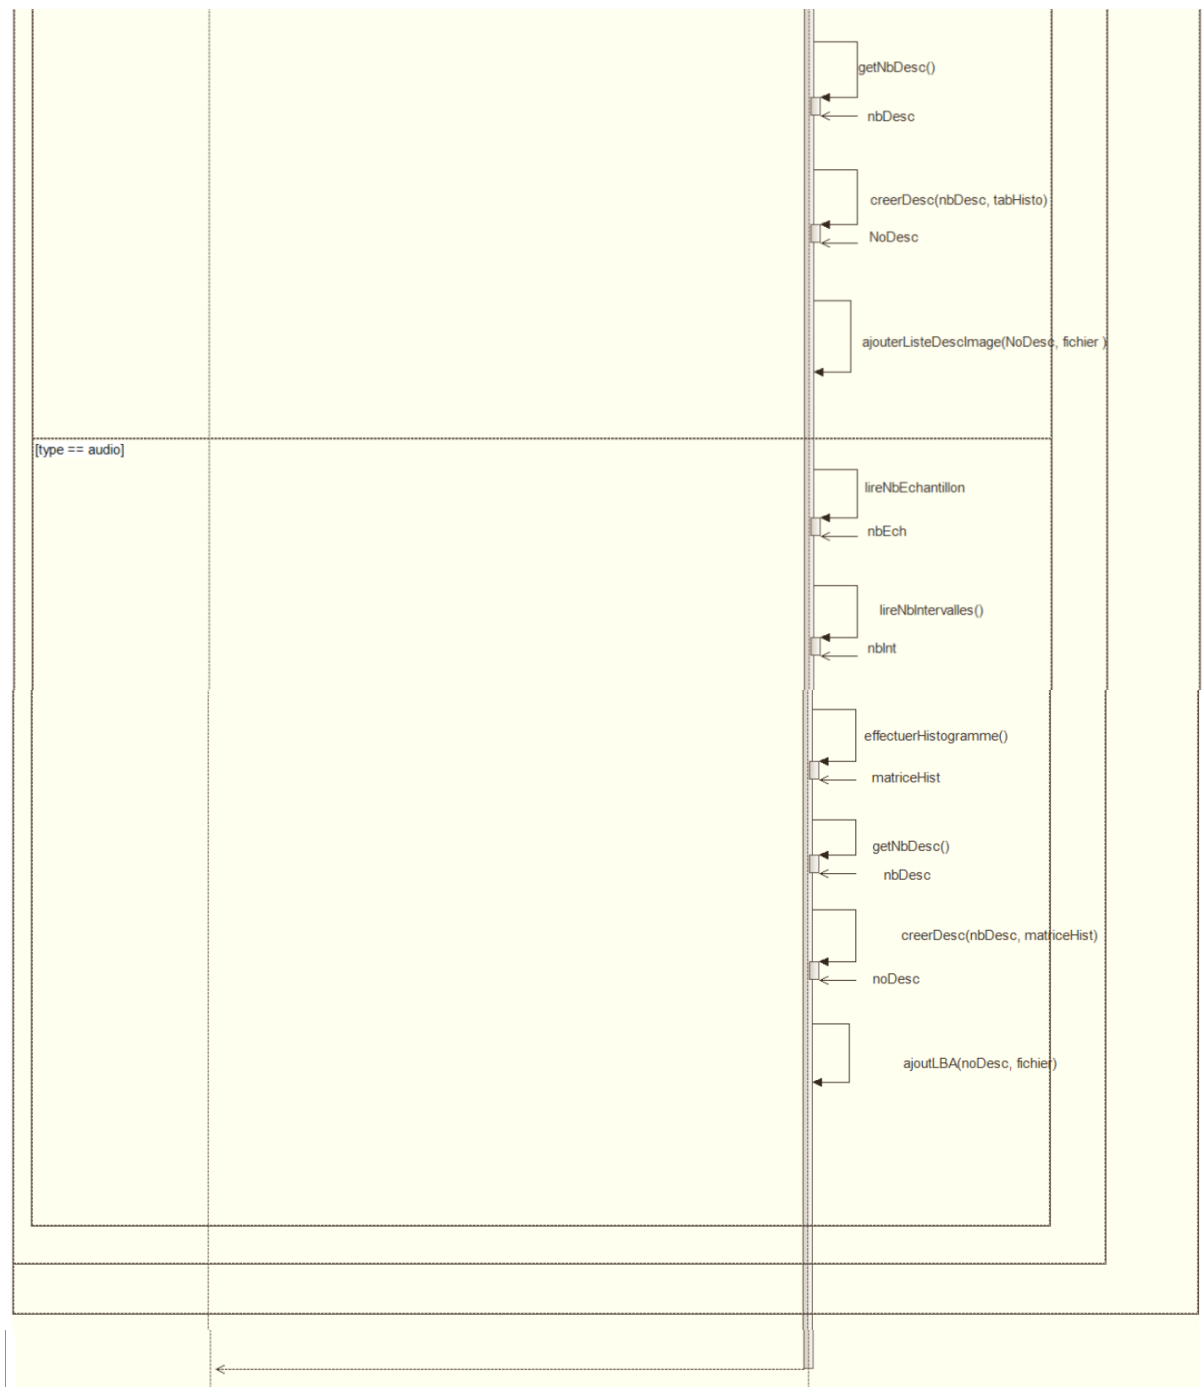 getNbDesc()
nbDesc
creerDesc(nbDesc, tabHisto)
NoDesc
ajouterListeDescImage(NoDesc, fichier )
[type == audio]
lireNbEchantillon
nbEch
lireNbIntervalles()
nbInt
effectuerHistogramme()
matriceHist
getNbDesc()
nbDesc
creerDesc(nbDesc, matriceHist)
noDesc
ajoutLBA(noDesc, fichier)